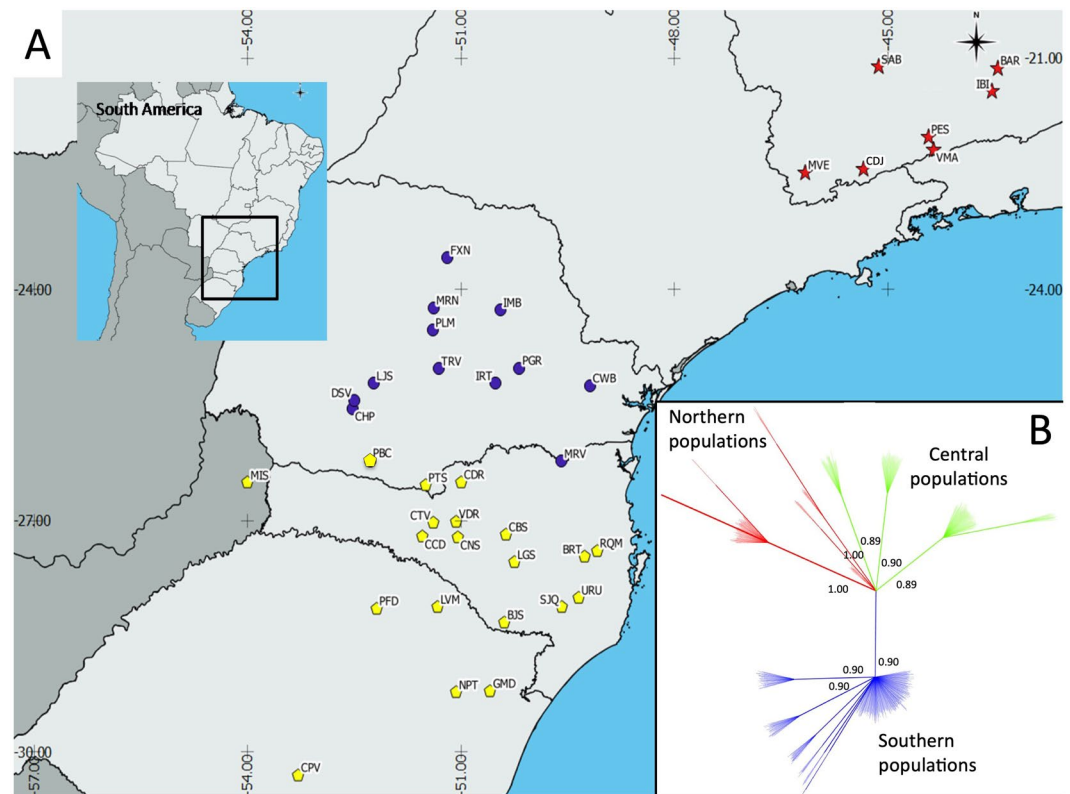 A
-54.00
-51.00
-48.00
-45.00
N
-21.00
SAB
BAR
IBI
PES
VMA
MVE
CDJ
South America
FXN
-24.00
-24.00
MRN
IMB
PLM
TRV
PGR
IRT
LJS
CWB
DSV
CHP
MRV
PBC
MIS
PTS
CDR
-27.00
CTV
VDR
CBS
CCD
CNS
LGS
BRT
RQM
PFD
LVM
SJQ
URU
BJS
NPT
GMD
-30.00
CPV
-57.00
-54.00
-51.00
B
Northern
populations
Central
populations
0.89
1.00
0.90
0.89
1.00
0.90
0.90
0.90
Southern
populations